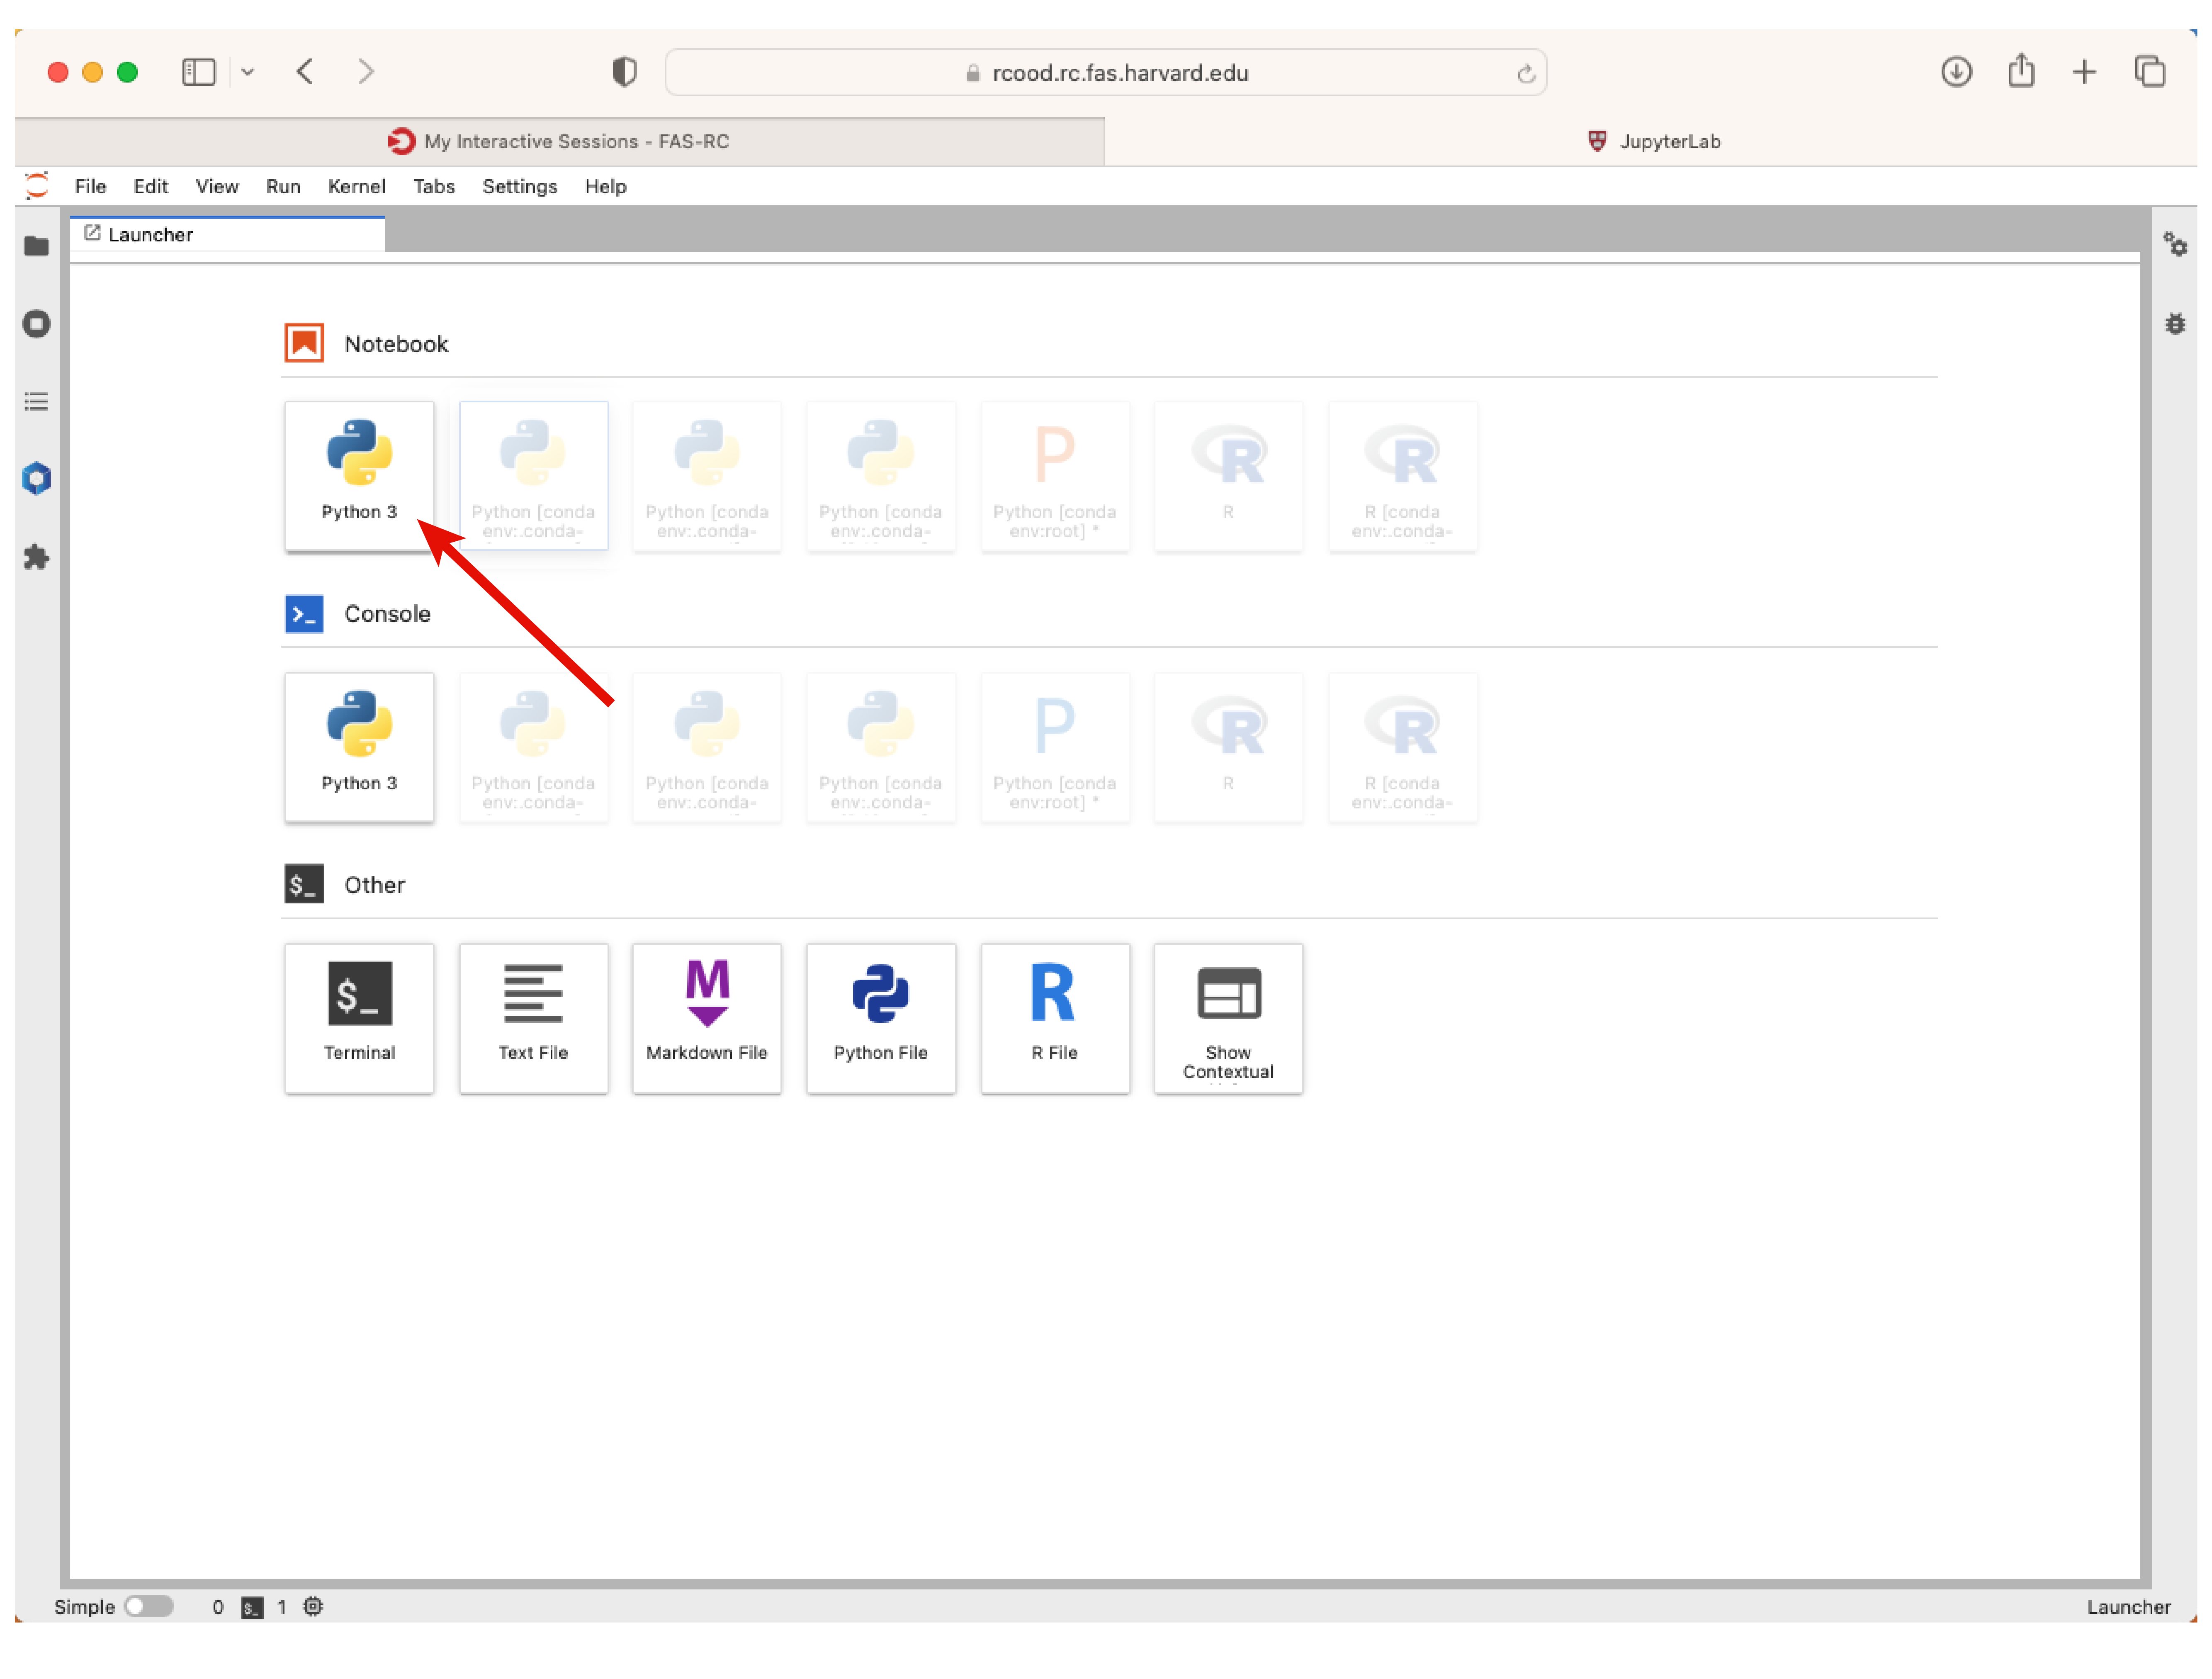 rcood.rc.fas.harvard.edu
My Interactive Sessions - FAS-RC
JupyterLab
File Edit View Run Kernel Tabs Settings Help
Launcher
Notebook
Python 3
Python [conda
env:.conda-
Python [conda
env:.conda-
Python [conda
env:.conda-
P
Python [conda
env:root] *
R
R
R
R [conda
env:.conda-
>_ Console
Python 3
Python [conda
env:.conda-
Python [conda
env:.conda-
Python [conda
env:.conda-
P
Python [conda
env:root] *
R
R
R
R [conda
env:.conda-
$_ Other
$_
Terminal
Text File
M
Markdown File
Python File
R
R File
Show
Contextual
Simple 0 $_ 1
Launcher